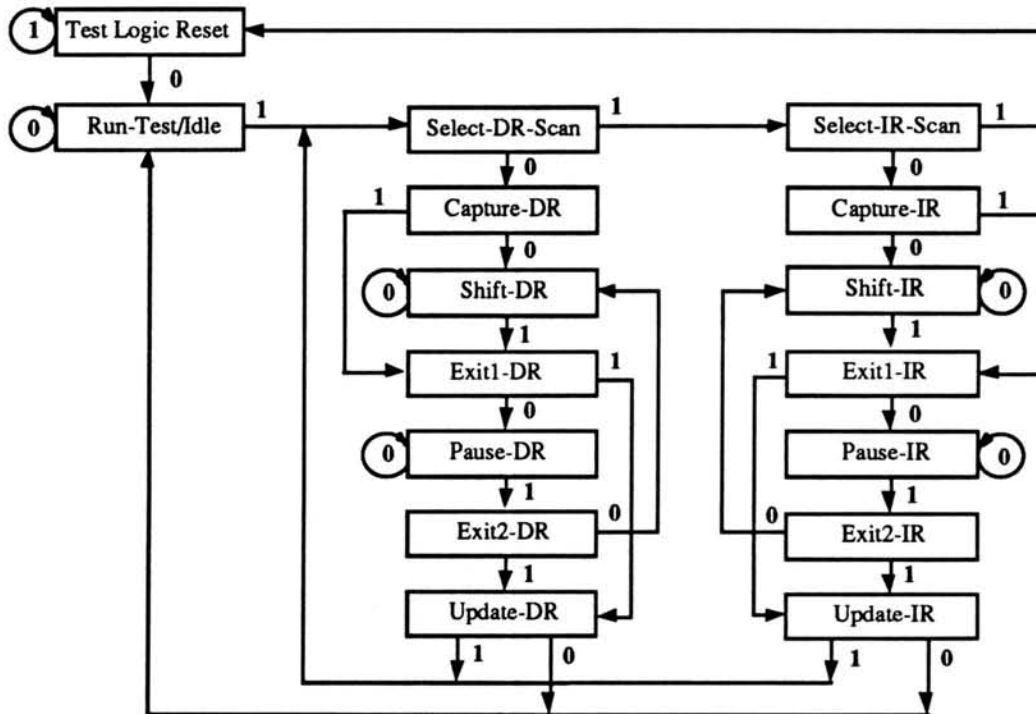 1 Test Logic Reset
0
0 Run-Test/Idle 1 Select-DR-Scan 1 Select-IR-Scan 1
0 0
1 Capture-DR Capture-IR 1
0 0
0 Shift-DR Shift-IR 0
1 1
Exit1-DR 1 1 Exit1-IR
0 0
0 Pause-DR Pause-IR 0
1 1
Exit2-DR 0 0 Exit2-IR
1 1
Update-DR Update-IR
1 0 1 0